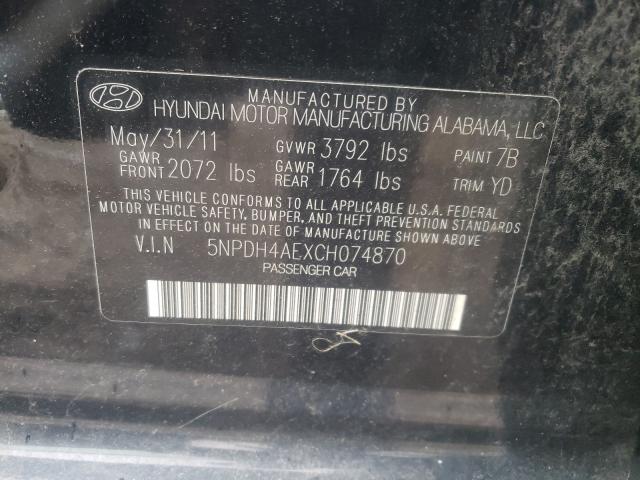 MANUFACTURED BY
HYUNDAI MOTOR MANUFACTURING ALABAMA, LLC
May/31/11 GVWR 3792 lbs PAINT 7B
GAWR FRONT 2072 lbs GAWR REAR 1764 lbs TRIM YD
THIS VEHICLE CONFORMS TO ALL APPLICABLE U.S.A. FEDERAL
MOTOR VEHICLE SAFETY, BUMPER, AND THEFT PREVENTION STANDARDS
IN EFFECT ON THE DATE OF MANUFACTURE SHOWN ABOVE
V.I.N 5NPDH4AEXCH074870
PASSENGER CAR